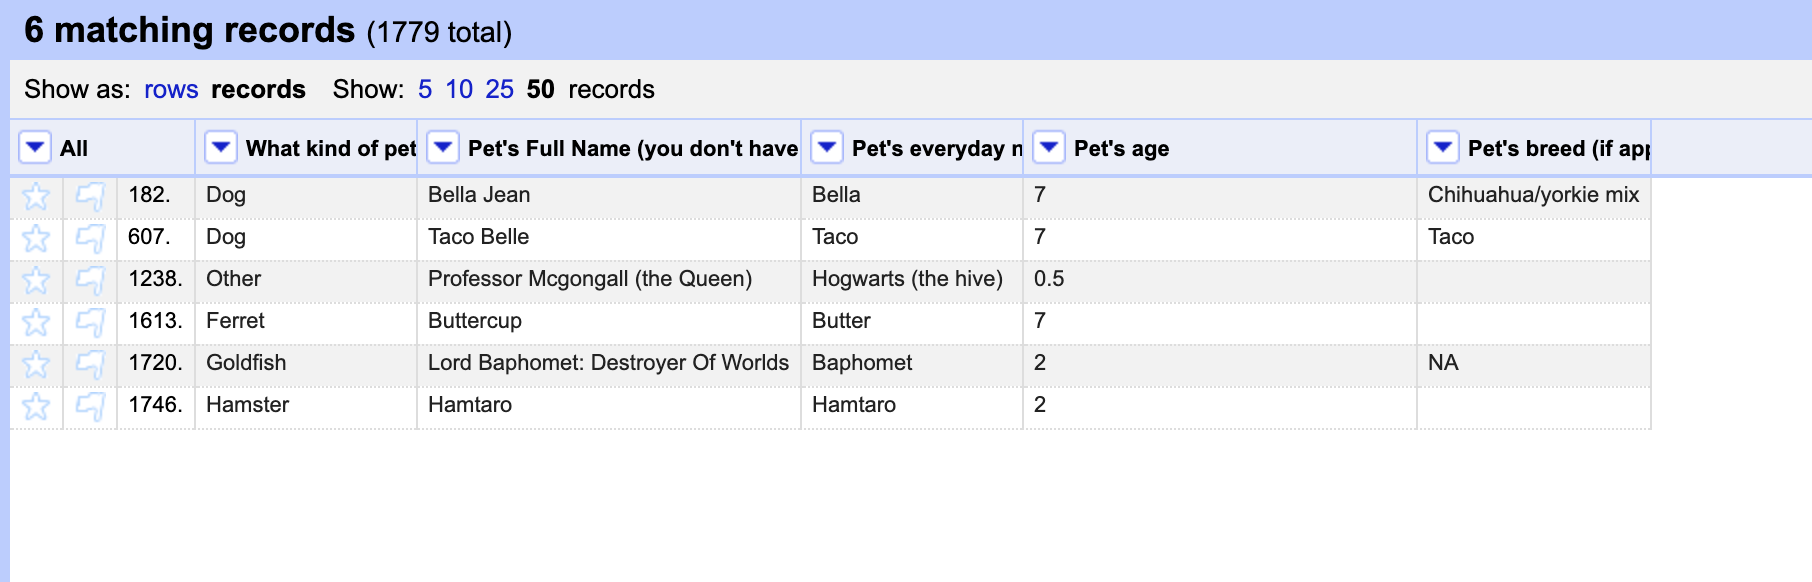 6 matching records (1779 total)
Show as: rows records Show: 5 10 25 50 records
All What kind of pet Pet's Full Name (you don't have Pet's everyday n Pet's age Pet's breed (if app
182. Dog Bella Jean Bella 7 Chihuahua/yorkie mix
607. Dog Taco Belle Taco 7 Taco
1238. Other Professor Mcgongall (the Queen) Hogwarts (the hive) 0.5
1613. Ferret Buttercup Butter 7
1720. Goldfish Lord Baphomet: Destroyer Of Worlds Baphomet 2 NA
1746. Hamster Hamtaro Hamtaro 2